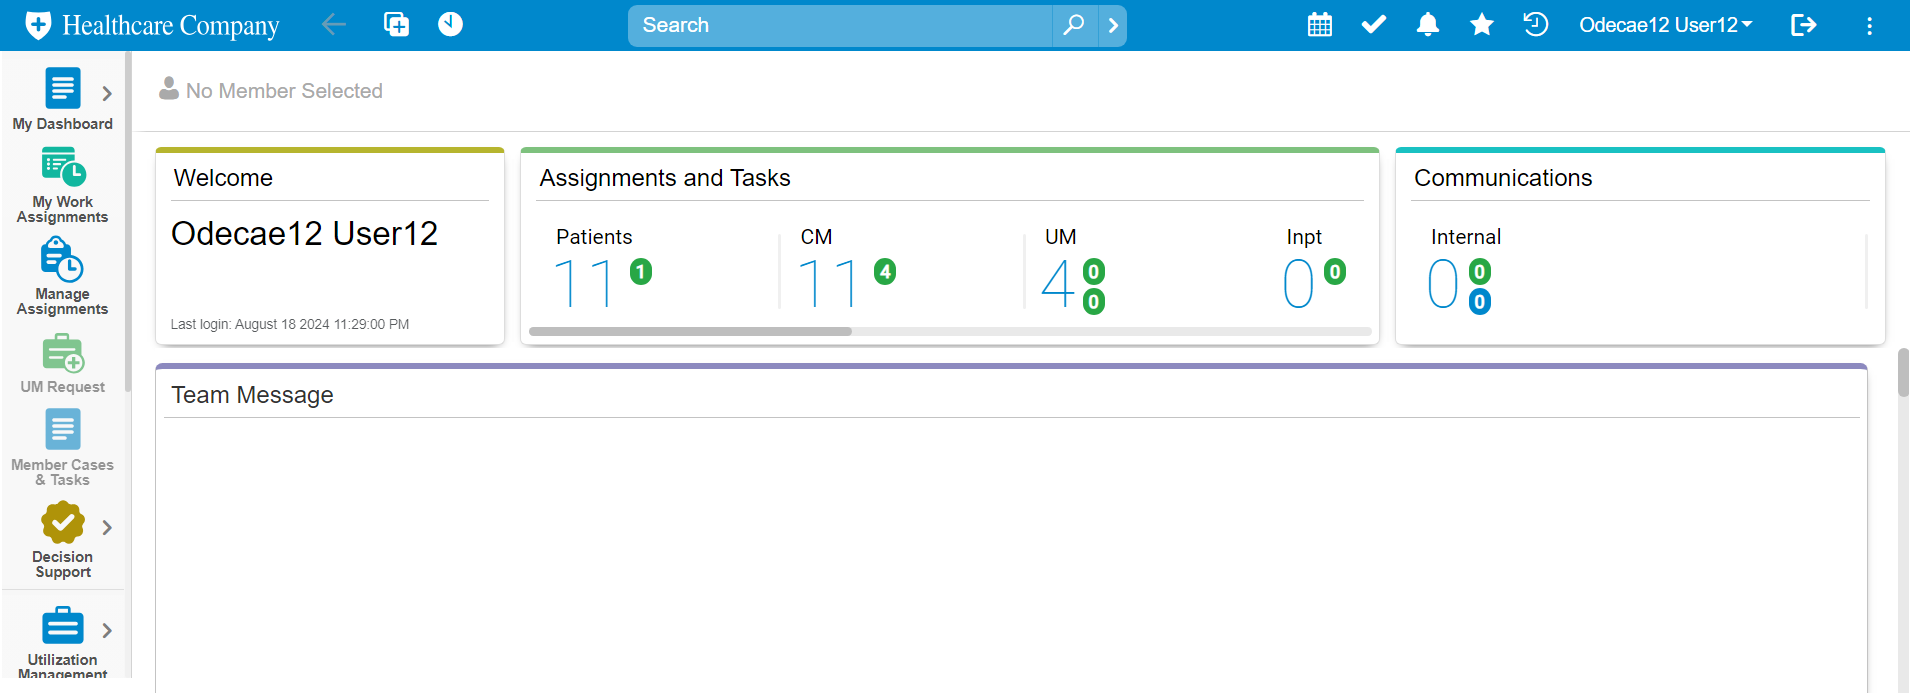 Healthcare Company
Search
Odecae12 User12
No Member Selected
My Dashboard
My Work
Assignments
Manage
Assignments
UM Request
Member Cases
& Tasks
Decision
Support
Utilization
Management
Welcome
Odecae12 User12
Last login: August 18 2024 11:29:00 PM
Assignments and Tasks
Patients
11 1
CM
11 4
UM
4 0
0
Inpt
0 0
Communications
Internal
0 0
0
Team Message